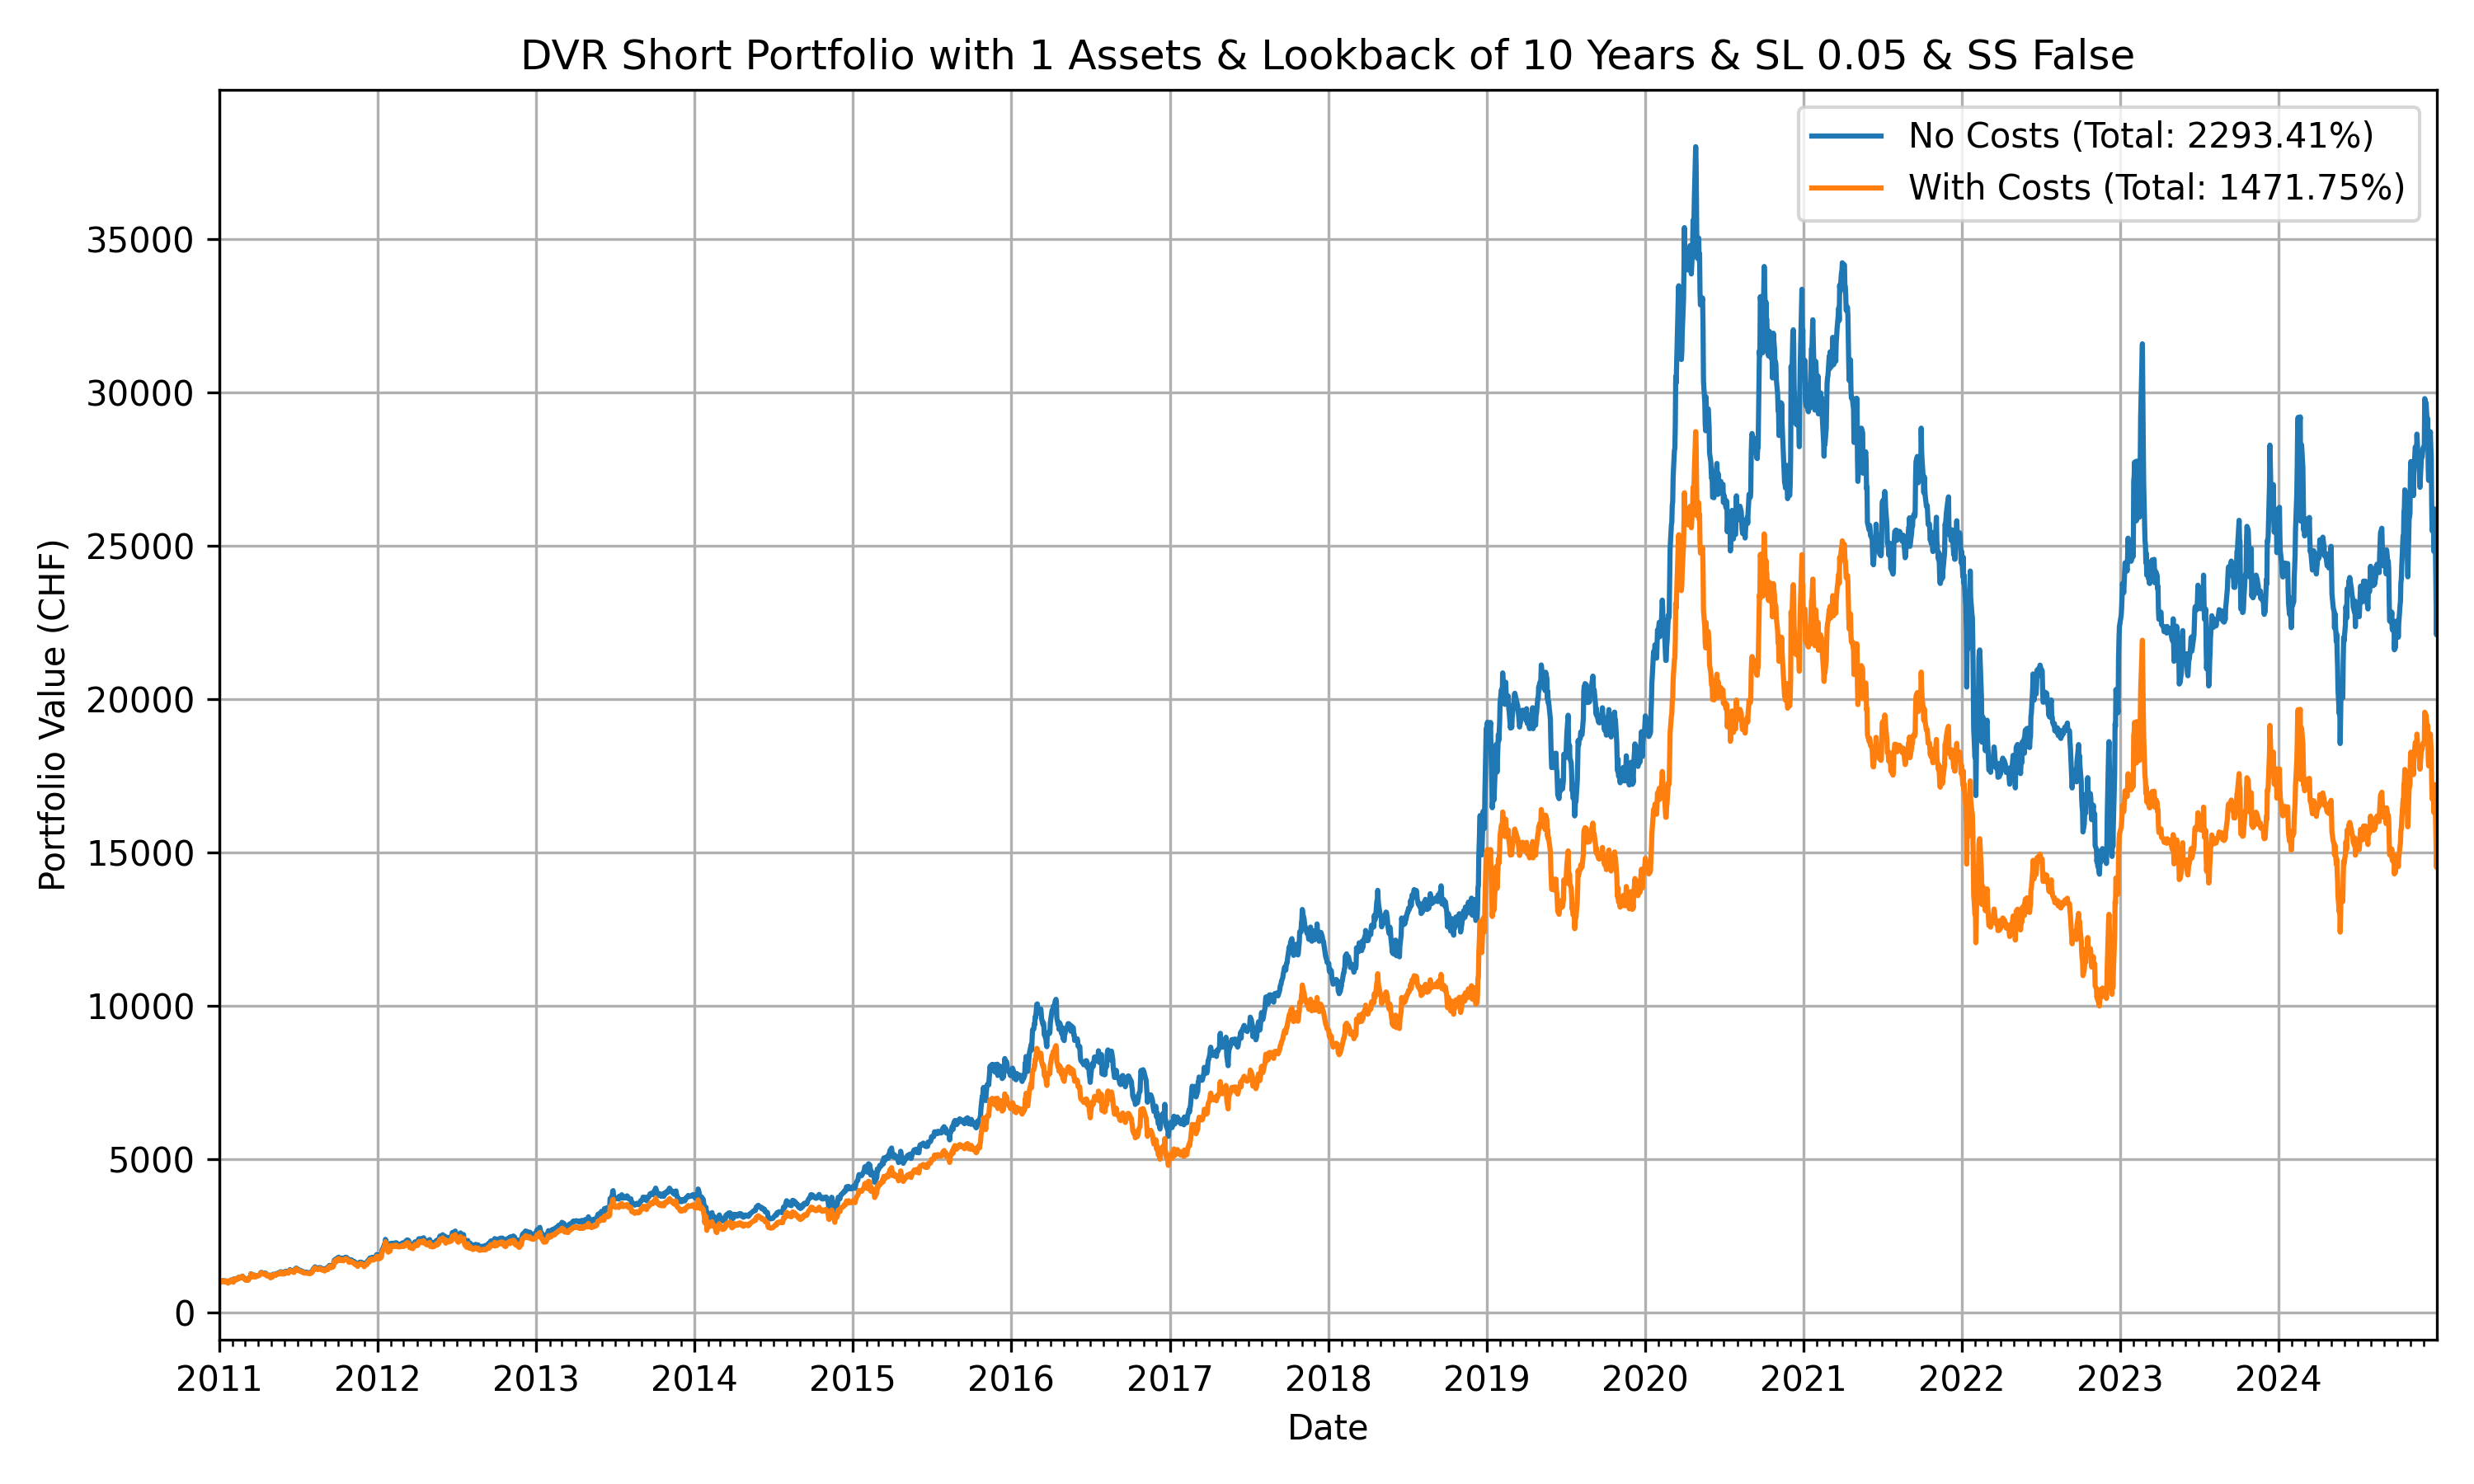 DVR Short Portfolio with 1 Assets & Lookback of 10 Years & SL 0.05 & SS False
No Costs (Total: 2293.41%)
With Costs (Total: 1471.75%)
Portfolio Value (CHF)
35000
30000
25000
20000
15000
10000
5000
0
2011 2012 2013 2014 2015 2016 2017 2018 2019 2020 2021 2022 2023 2024
Date